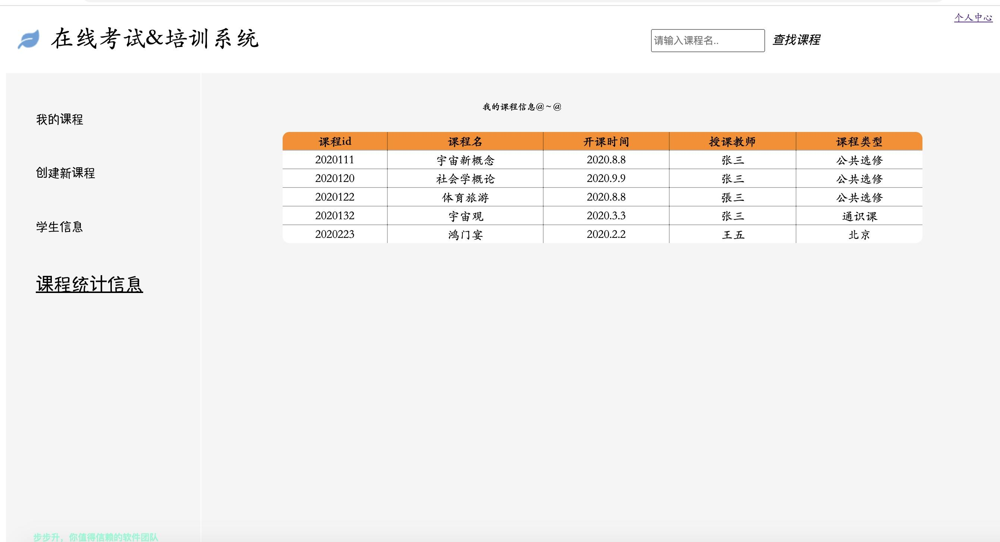 个人中心
在线考试&培训系统
请输入课程名.. 查找课程
我的课程
创建新课程
学生信息
课程统计信息
我的课程信息@~@
课程id 课程名 开课时间 授课教师 课程类型
2020111 宇宙新概念 2020.8.8 张三 公共选修
2020120 社会学概论 2020.9.9 张三 公共选修
2020122 体育旅游 2020.8.8 張三 公共选修
2020132 宇宙观 2020.3.3 张三 通识课
2020223 鸿门宴 2020.2.2 王五 北京
步步升，你值得信赖的软件团队